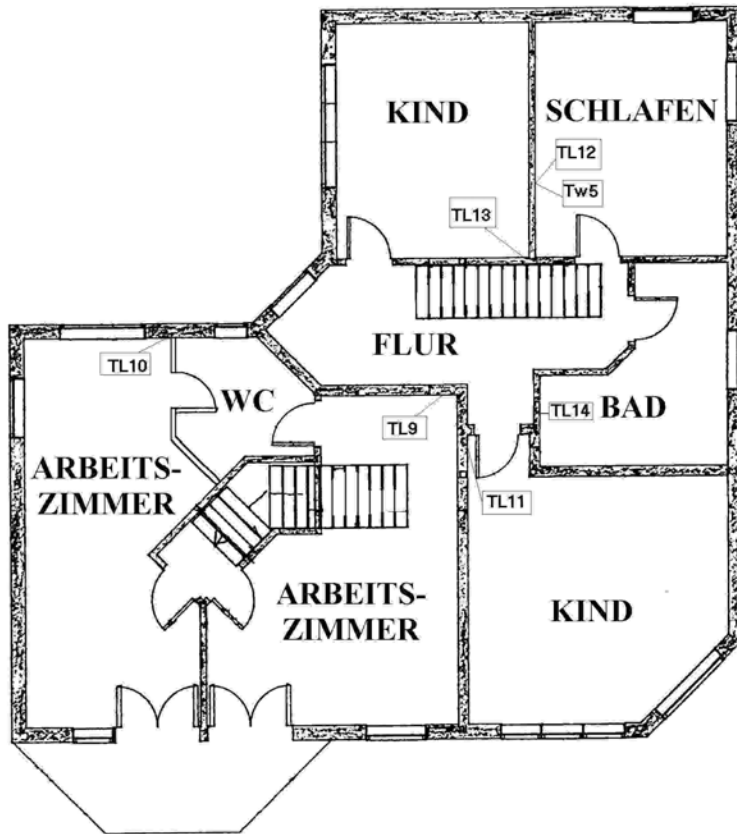 KIND
SCHLAFEN
TL12
Tw5
TL13
FLUR
TL10
WC
TL9
TL14
BAD
ARBEITS-
ZIMMER
TL11
ARBEITS-
ZIMMER
KIND